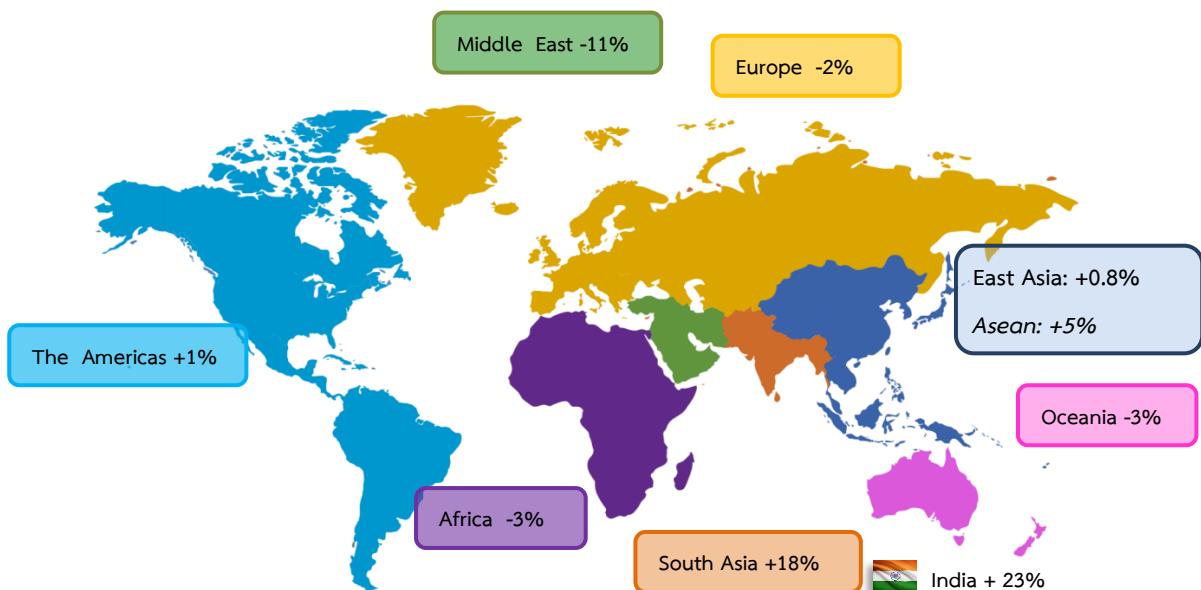 Middle East -11%
Europe -2%
East Asia: +0.8%
Asean: +5%
The Americas +1%
Oceania -3%
Africa -3%
South Asia +18%
India + 23%